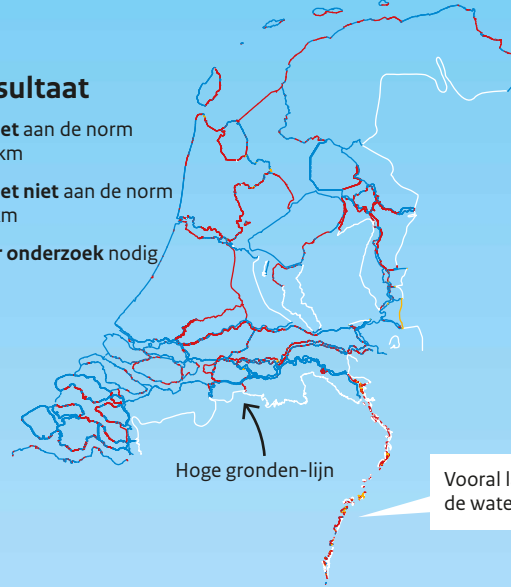 sultaat
et aan de norm
km
et niet aan de norm
km
r onderzoek nodig
Hoge gronden-lijn
Vooral l
de wate